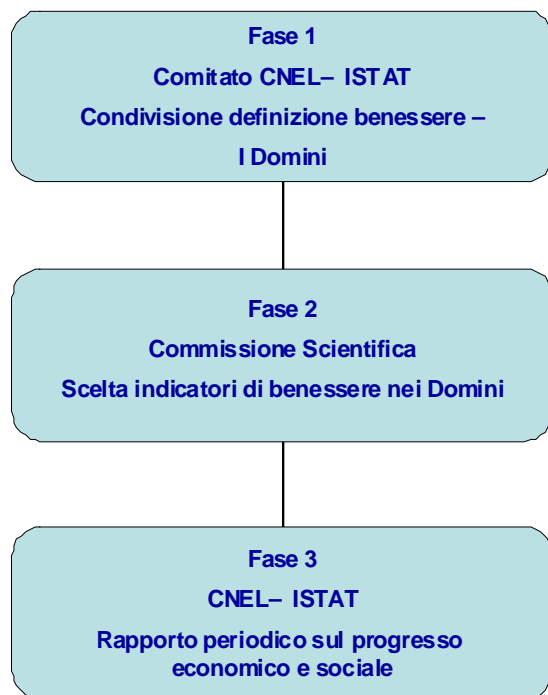 Fase 1
Comitato CNEL– ISTAT
Condivisione definizione benessere –
I Domini
Fase 2
Commissione Scientifica
Scelta indicatori di benessere nei Domini
Fase 3
CNEL– ISTAT
Rapporto periodico sul progresso
economico e sociale